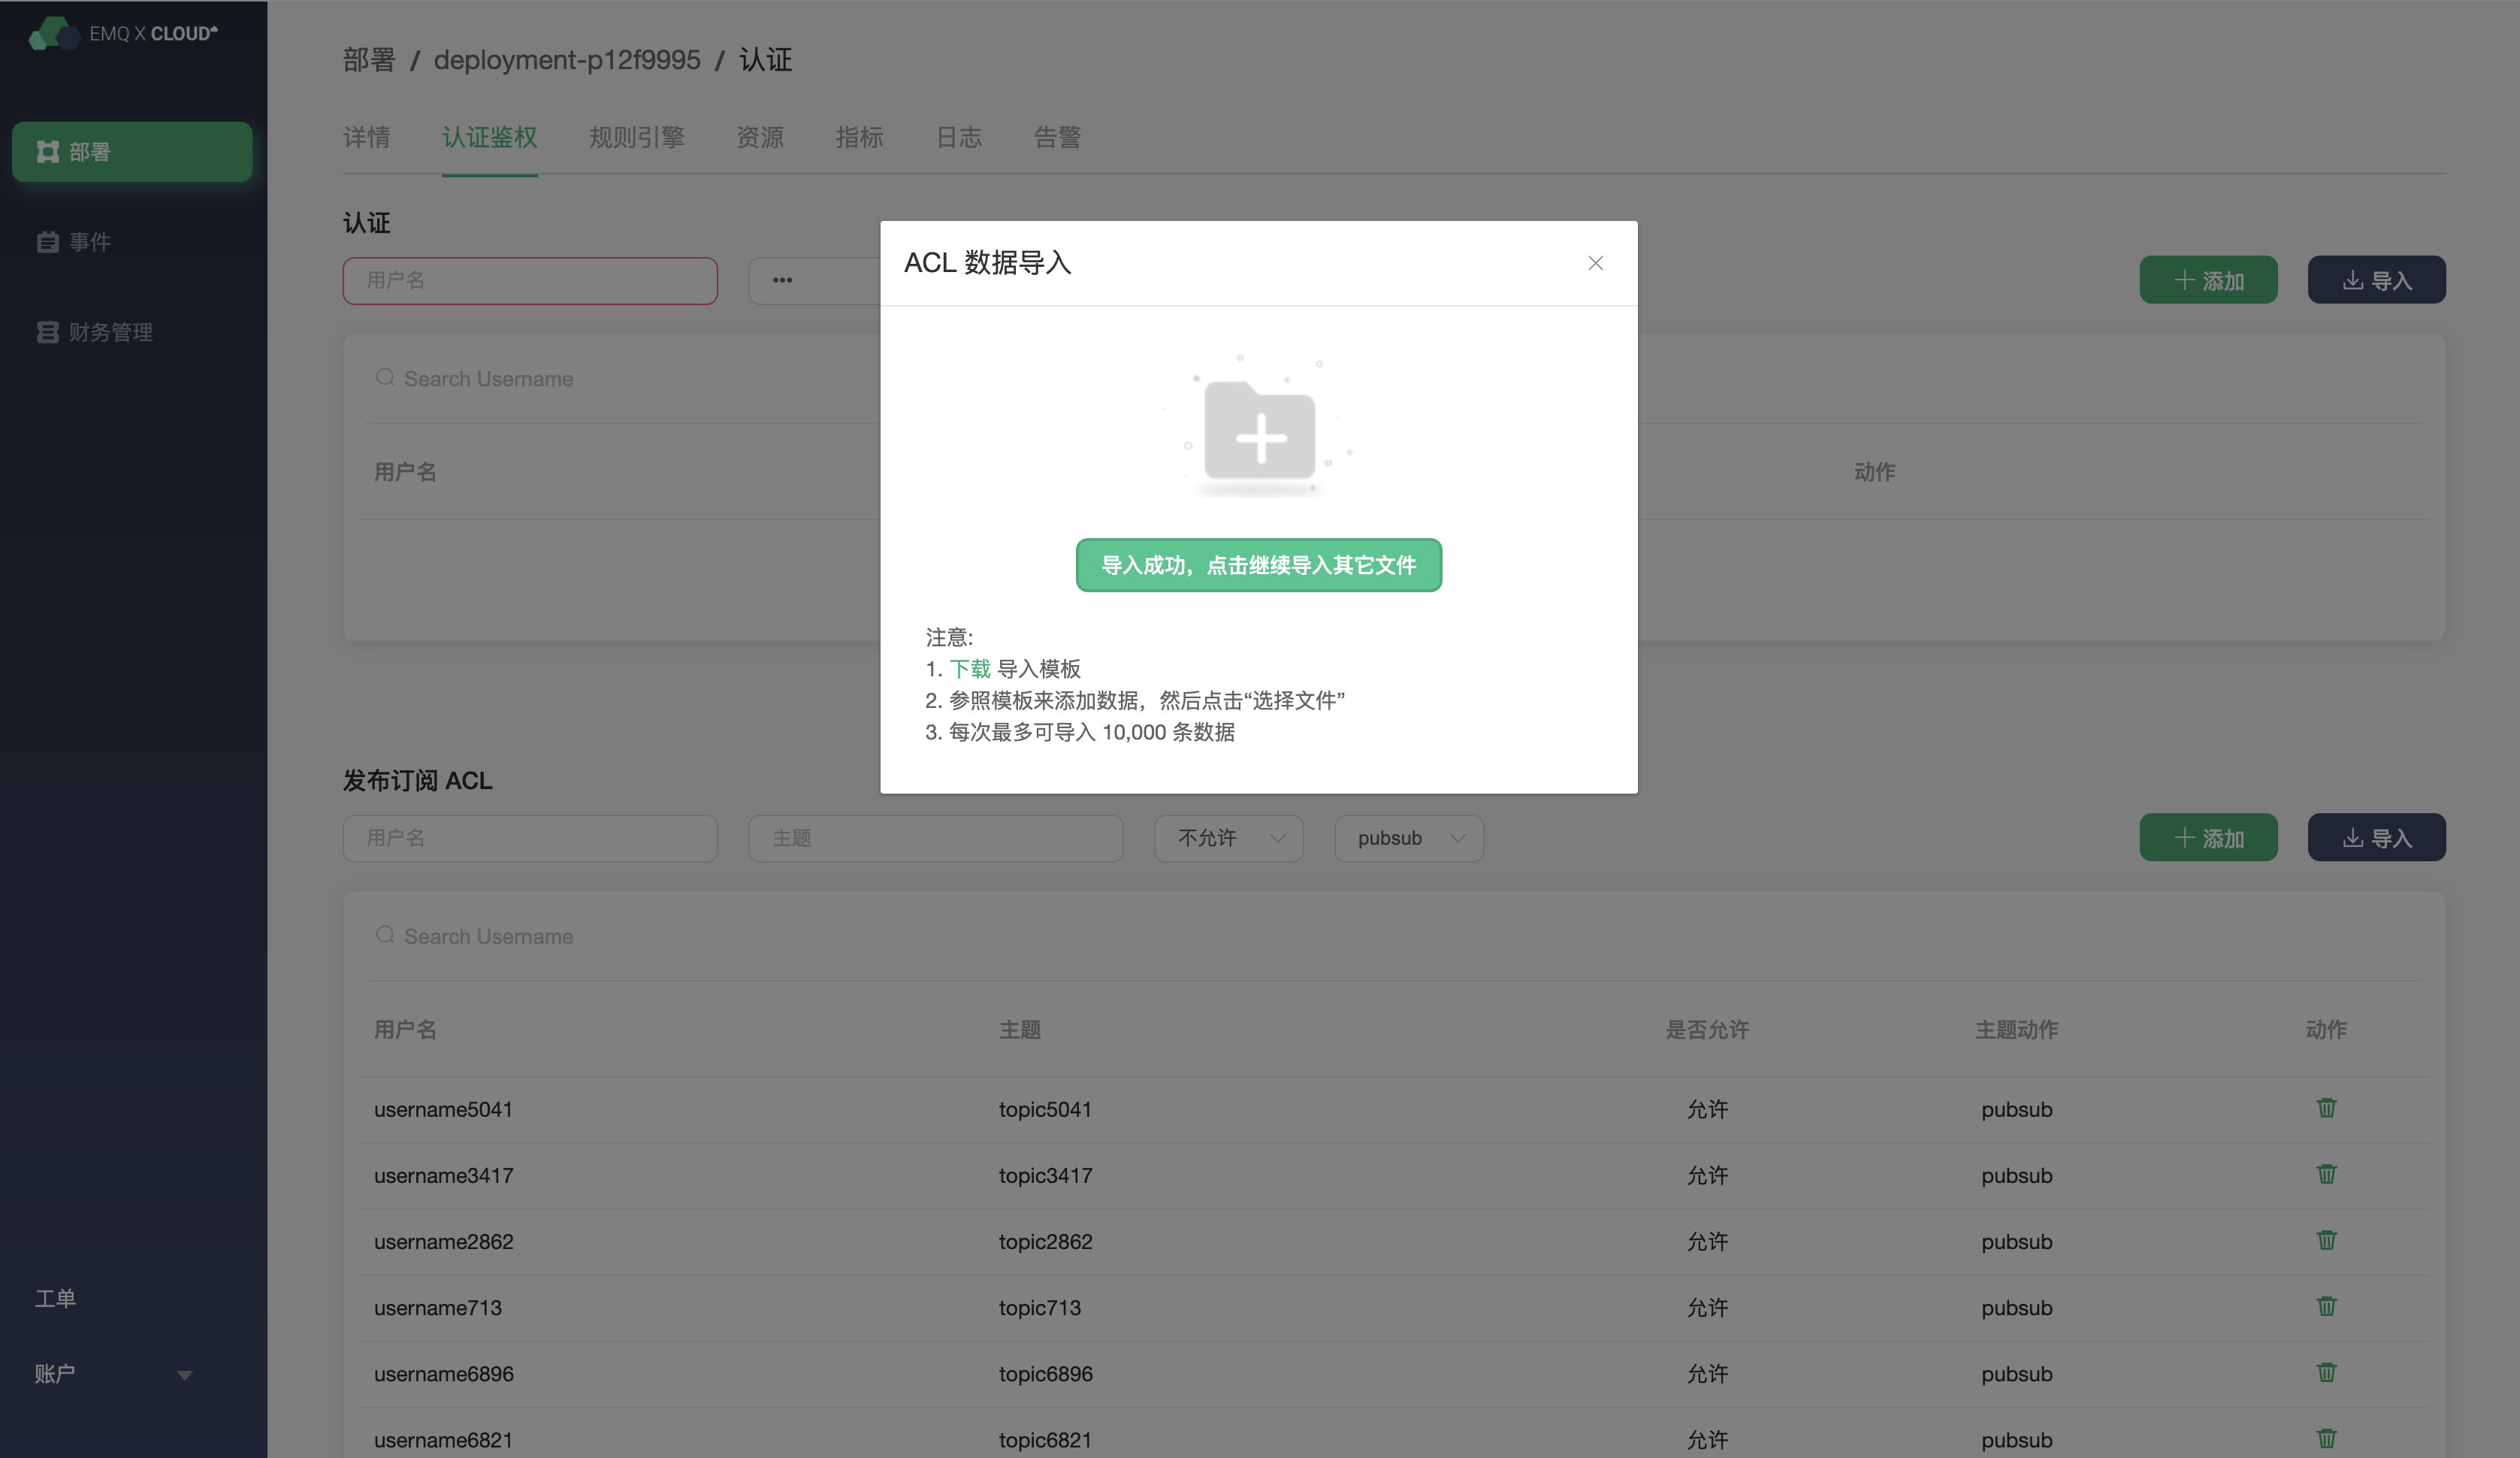 EMQ X CLOUD
部署
事件
财务管理
工单
账户
部署 / deployment-p12f9995 / 认证
详情 认证鉴权 规则引擎 资源 指标 日志 告警
认证
用户名 ••• 添加 导入
Search Username
用户名 动作
ACL 数据导入
导入成功，点击继续导入其它文件
注意:
1. 下载 导入模板
2. 参照模板来添加数据，然后点击“选择文件”
3. 每次最多可导入 10,000 条数据
发布订阅 ACL
用户名 主题 不允许 pubsub 添加 导入
Search Username
用户名 主题 是否允许 主题动作 动作
username5041 topic5041 允许 pubsub
username3417 topic3417 允许 pubsub
username2862 topic2862 允许 pubsub
username713 topic713 允许 pubsub
username6896 topic6896 允许 pubsub
username6821 topic6821 允许 pubsub